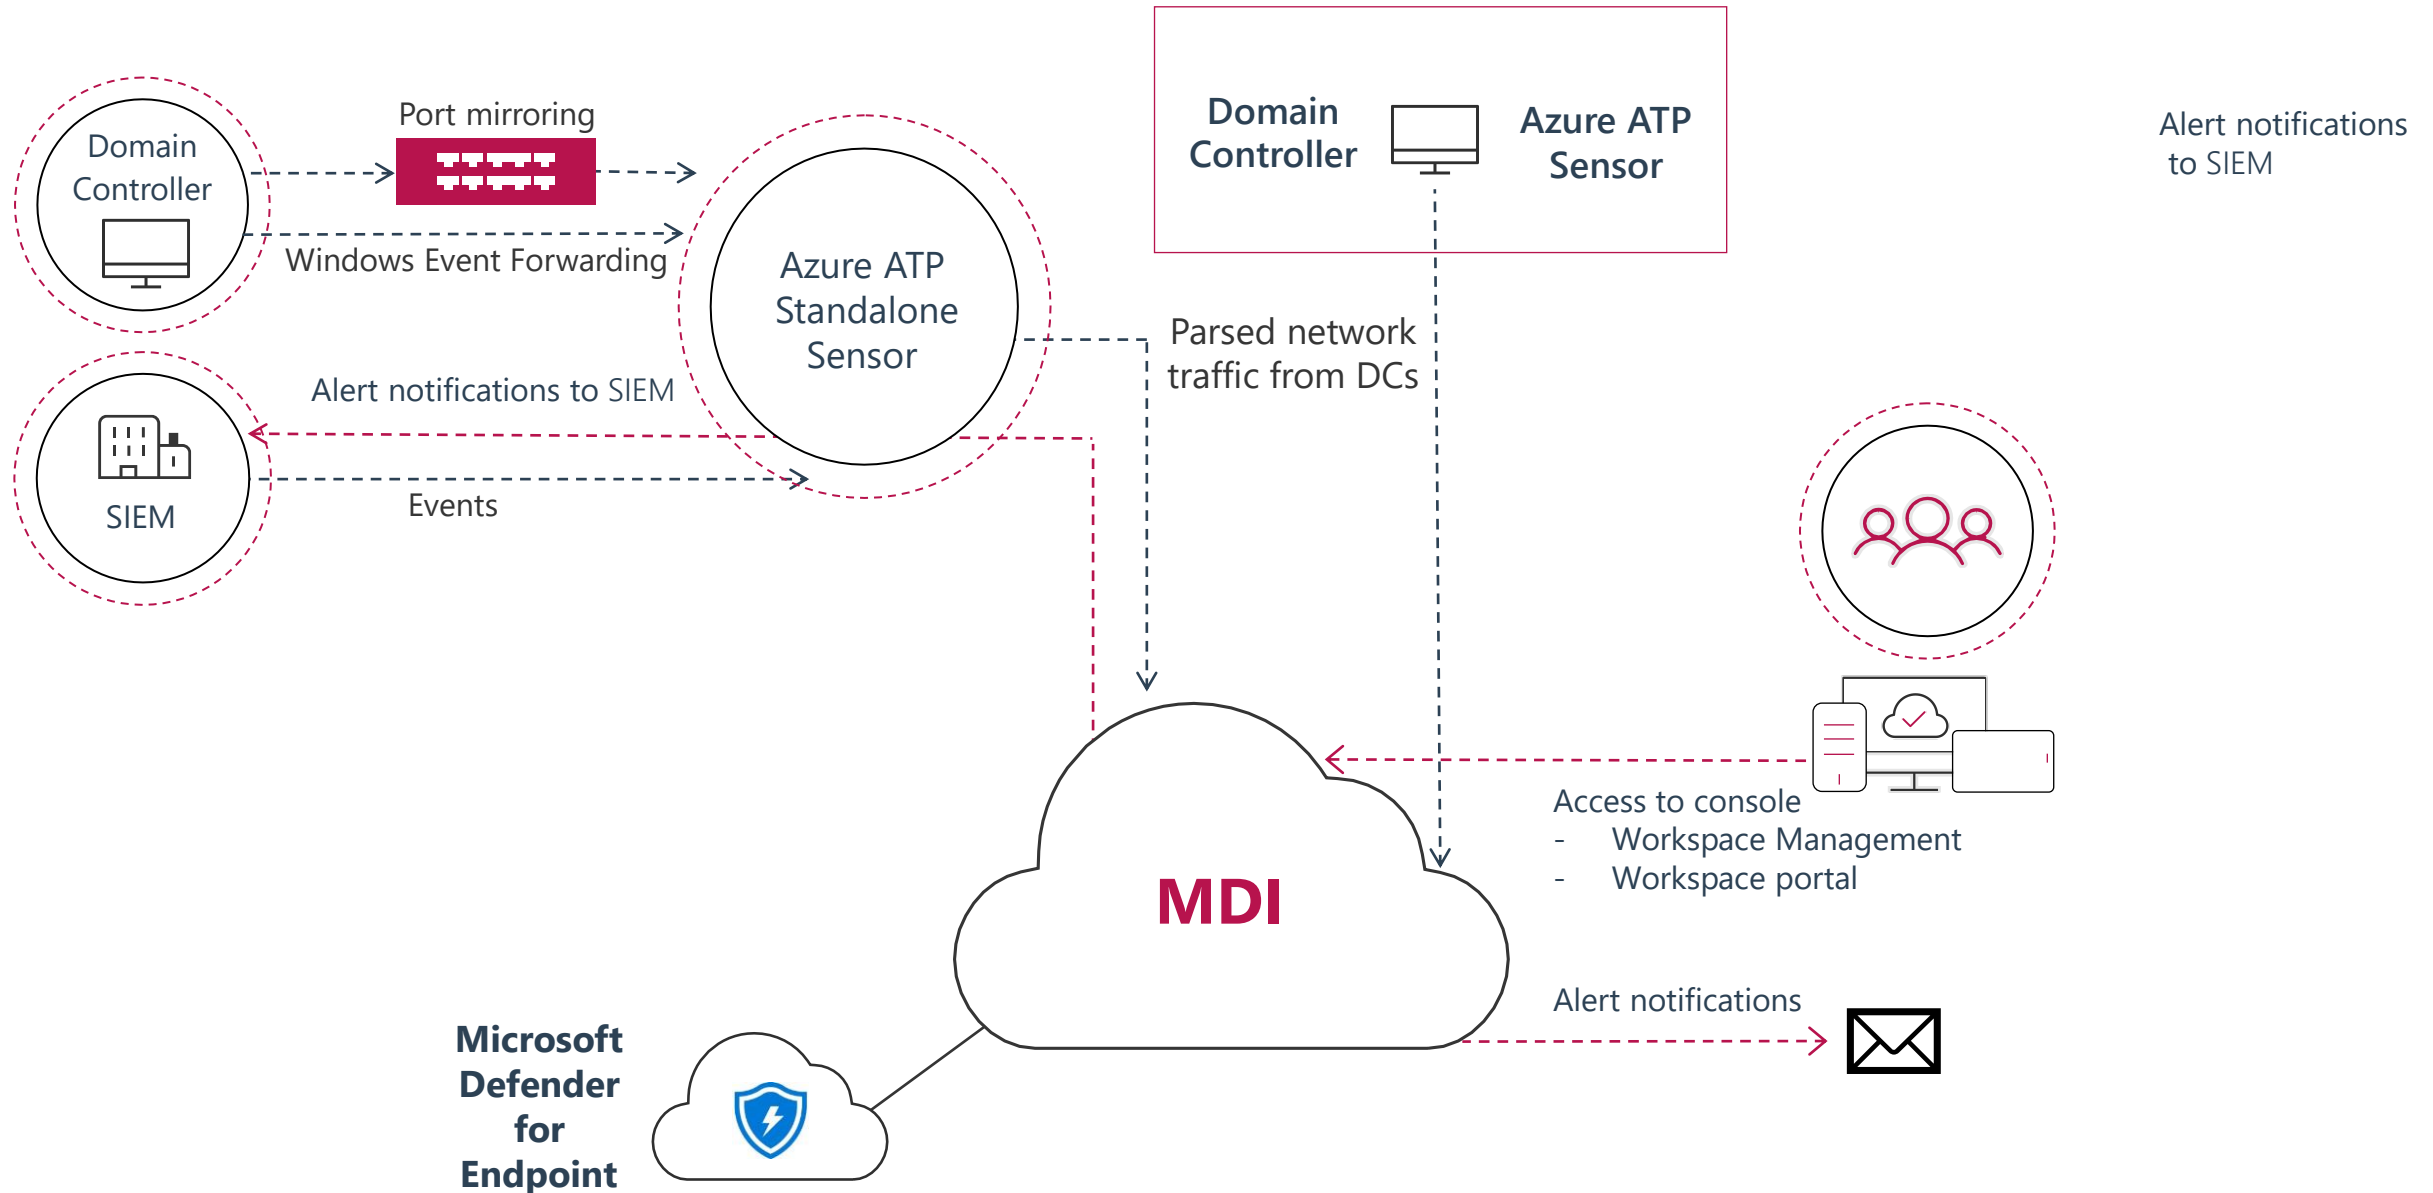 Domain
Controller
Port mirroring
Windows Event Forwarding
Azure ATP
Standalone
Sensor
Alert notifications to SIEM
Events
SIEM
Domain
Controller
Azure ATP
Sensor
Alert notifications
to SIEM
Parsed network
traffic from DCs
Access to console
- Workspace Management
- Workspace portal
MDI
Alert notifications
Microsoft
Defender
for
Endpoint